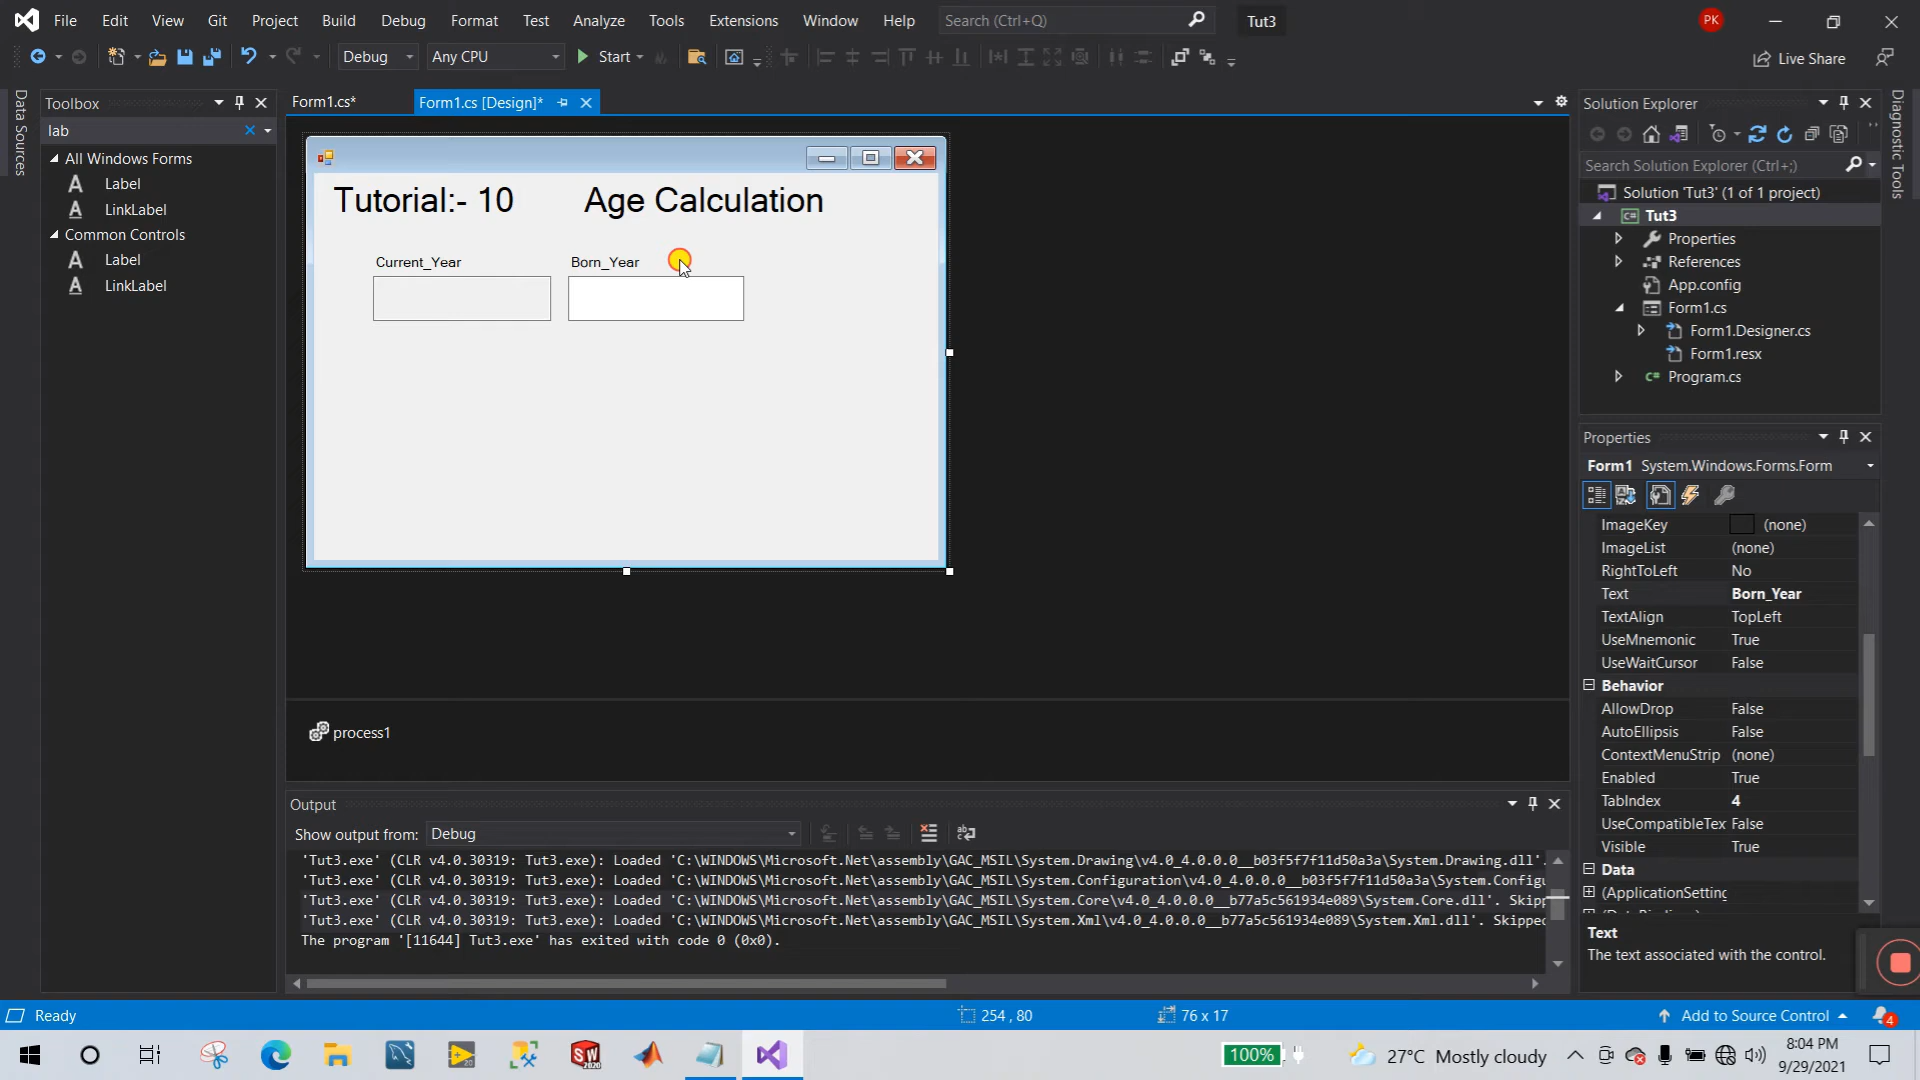 File Edit View Git Project Build Debug Format Test Analyze Tools Extensions Window Help Search (Ctrl+Q) Tut3 PK
Debug Any CPU Start Live Share
Data Sources
Toolbox
lab
All Windows Forms
Label
LinkLabel
Common Controls
Label
LinkLabel
Form1.cs* Form1.cs [Design]*
Tutorial:- 10 Age Calculation
Current_Year Born_Year
process1
Output
Show output from: Debug
'Tut3.exe' (CLR v4.0.30319: Tut3.exe): Loaded 'C:\WINDOWS\Microsoft.Net\assembly\GAC_MSIL\System.Drawing\v4.0_4.0.0.0__b03f5f7f11d50a3a\System.Drawing.dll'.
'Tut3.exe' (CLR v4.0.30319: Tut3.exe): Loaded 'C:\WINDOWS\Microsoft.Net\assembly\GAC_MSIL\System.Configuration\v4.0_4.0.0.0__b03f5f7f11d50a3a\System.Configu
'Tut3.exe' (CLR v4.0.30319: Tut3.exe): Loaded 'C:\WINDOWS\Microsoft.Net\assembly\GAC_MSIL\System.Core\v4.0_4.0.0.0__b77a5c561934e089\System.Core.dll'. Skipp
'Tut3.exe' (CLR v4.0.30319: Tut3.exe): Loaded 'C:\WINDOWS\Microsoft.Net\assembly\GAC_MSIL\System.Xml\v4.0_4.0.0.0__b77a5c561934e089\System.Xml.dll'. Skipped
The program '[11644] Tut3.exe' has exited with code 0 (0x0).
Solution Explorer
Search Solution Explorer (Ctrl+;)
Solution 'Tut3' (1 of 1 project)
C# Tut3
Properties
References
App.config
Form1.cs
Form1.Designer.cs
Form1.resx
C# Program.cs
Diagnostic Tools
Properties
Form1 System.Windows.Forms.Form
ImageKey (none)
ImageList (none)
RightToLeft No
Text Born_Year
TextAlign TopLeft
UseMnemonic True
UseWaitCursor False
Behavior
AllowDrop False
AutoEllipsis False
ContextMenuStrip (none)
Enabled True
TabIndex 4
UseCompatibleTex False
Visible True
Data
(ApplicationSetting
Text
The text associated with the control.
Ready 254 , 80 76 x 17 Add to Source Control 4
SW 2020 100% 27°C Mostly cloudy 8:04 PM
9/29/2021